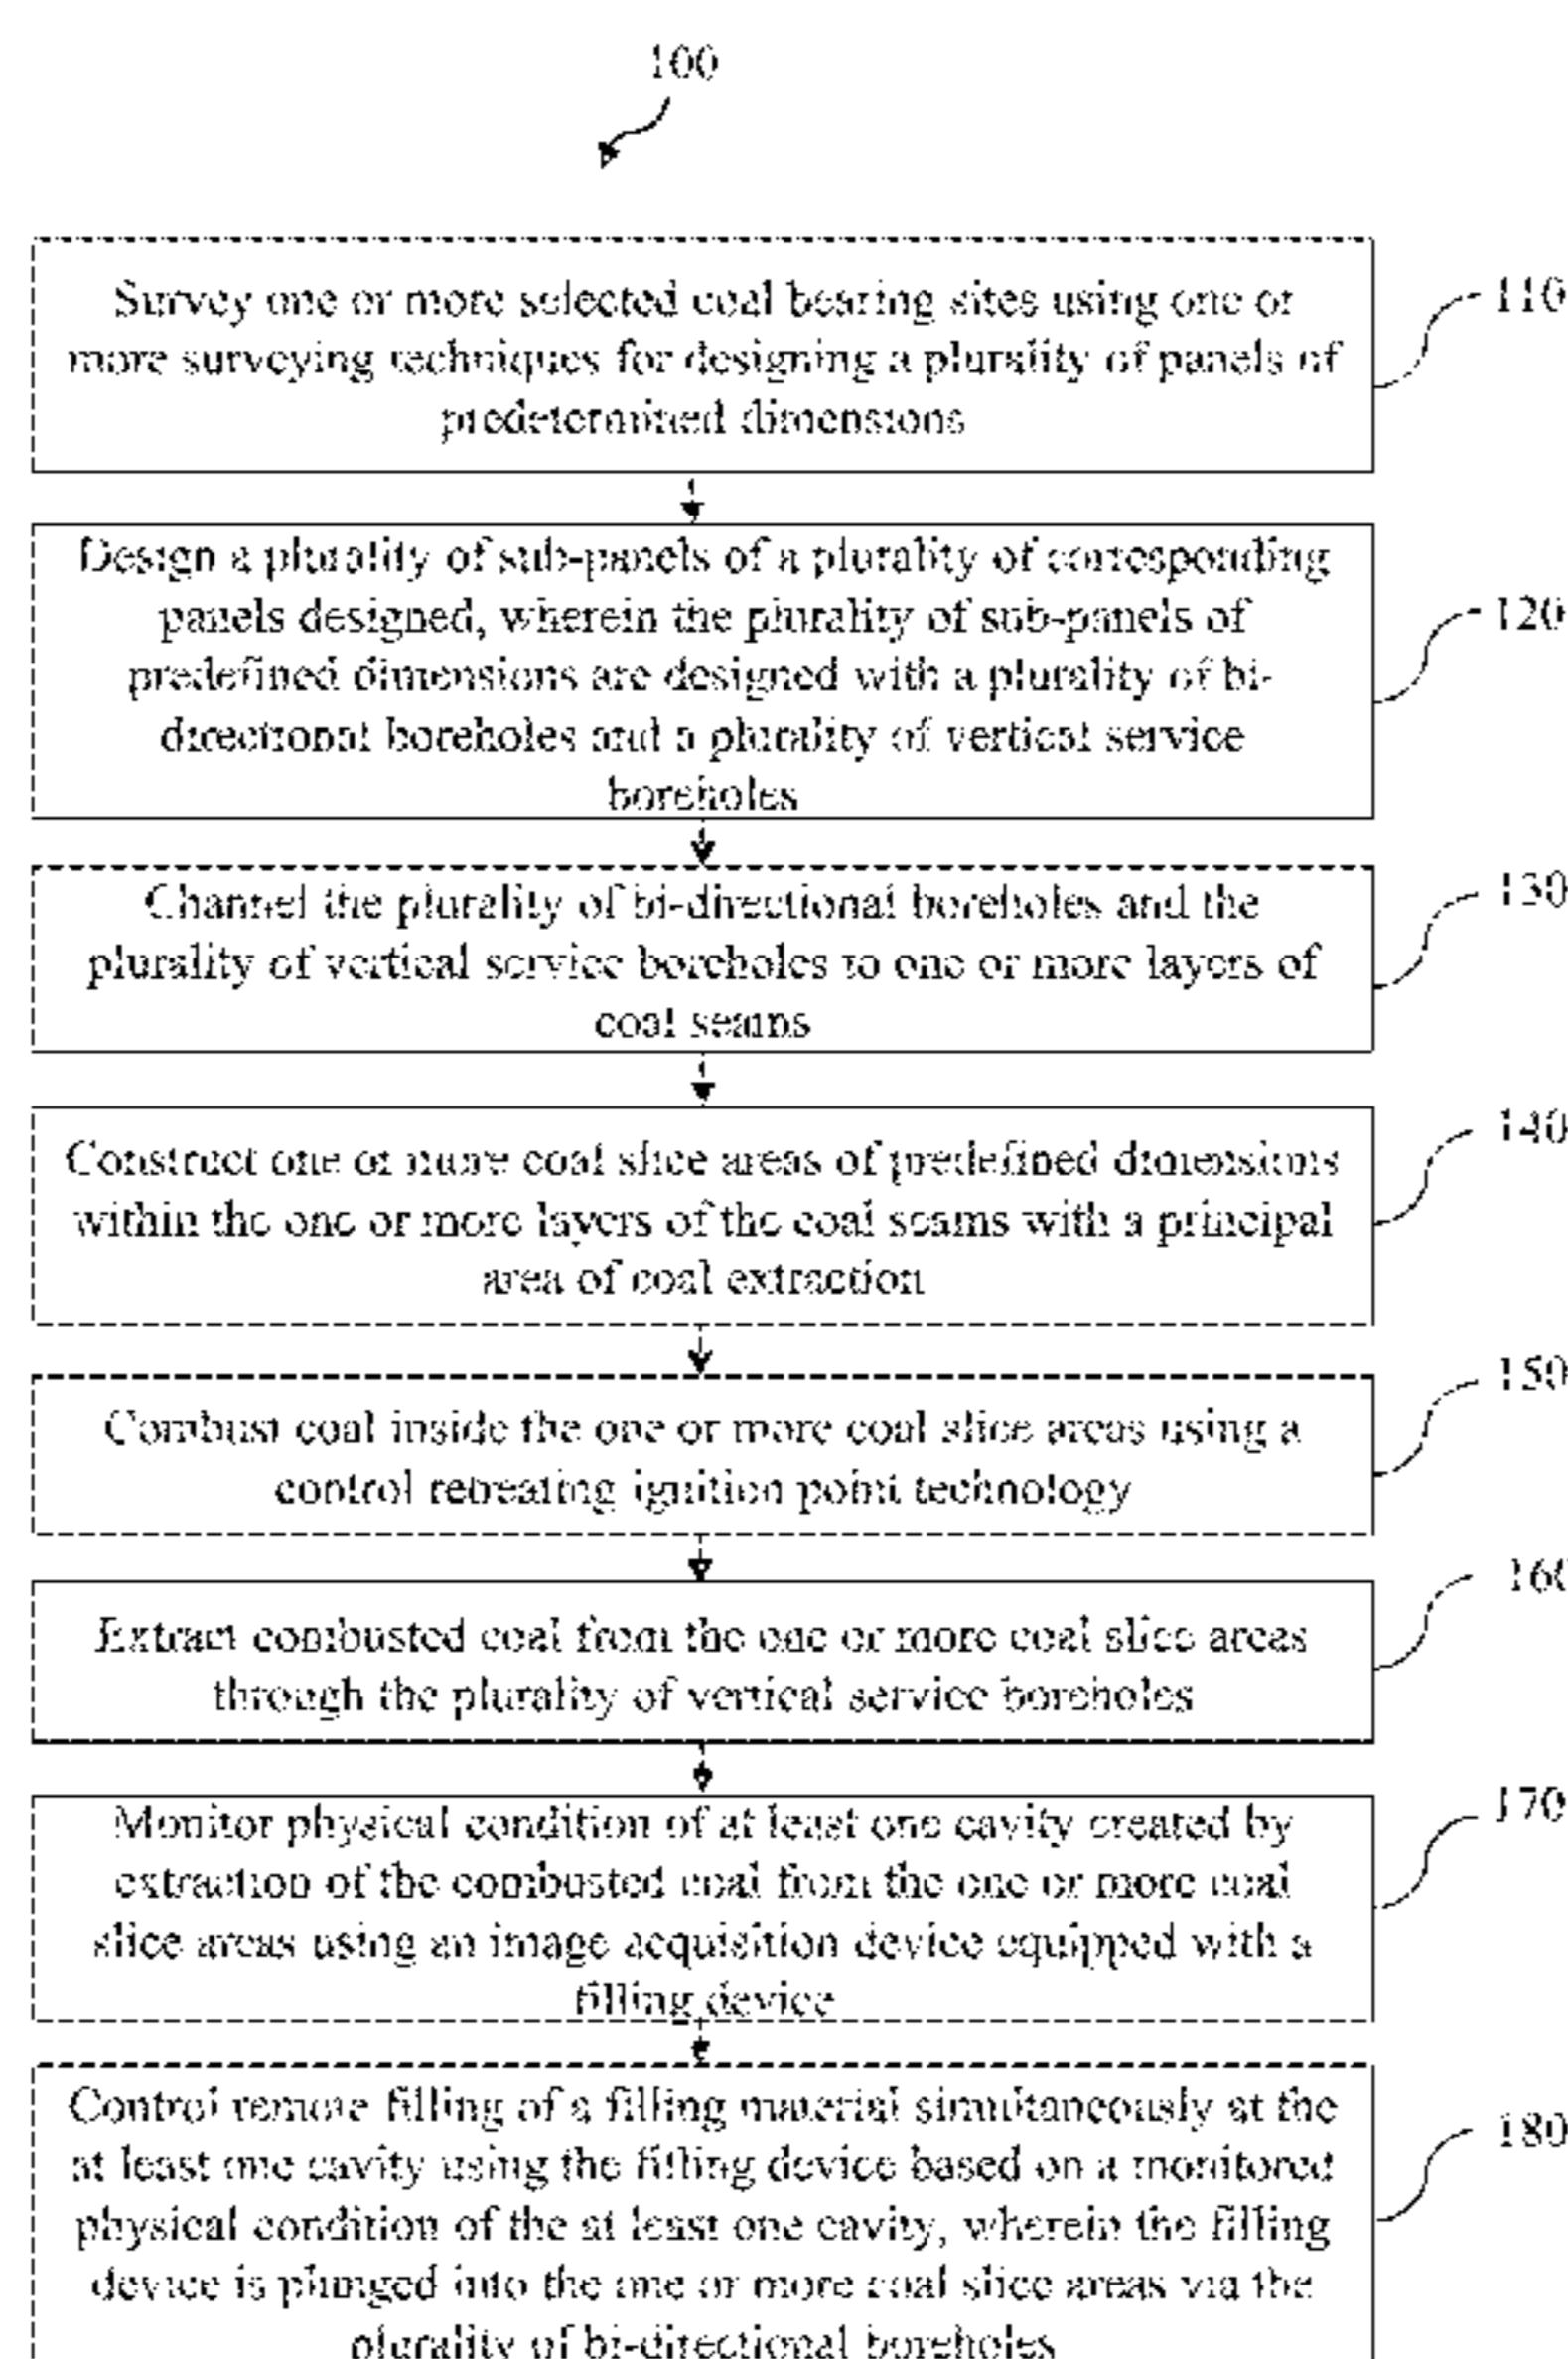 100
Survey one or more selected coal bearing sites using one or
more surveying techniques for designing a plurality of panels of
predetermined dimensions
110
Design a plurality of sub-panels of a plurality of corresponding
panels designed, wherein the plurality of sub-panels of
predefined dimensions are designed with a plurality of bi-
directional boreholes and a plurality of vertical service
boreholes
120
Channel the plurality of bi-directional boreholes and the
plurality of vertical service boreholes to one or more layers of
coal seams
130
Construct one or more coal slice areas of predefined dimensions
within the one or more layers of the coal seams with a principal
area of coal extraction
140
Combust coal inside the one or more coal slice areas using a
control retreating ignition point technology
150
Extract combusted coal from the one or more coal slice areas
through the plurality of vertical service boreholes
160
Monitor physical condition of at least one cavity created by
extraction of the combusted coal from the one or more coal
slice areas using an image acquisition device equipped with a
filling device
170
Control remote filling of a filling material simultaneously at the
at least one cavity using the filling device based on a monitored
physical condition of the at least one cavity, wherein the filling
device is plunged into the one or more coal slice areas via the
plurality of bi-directional boreholes
180